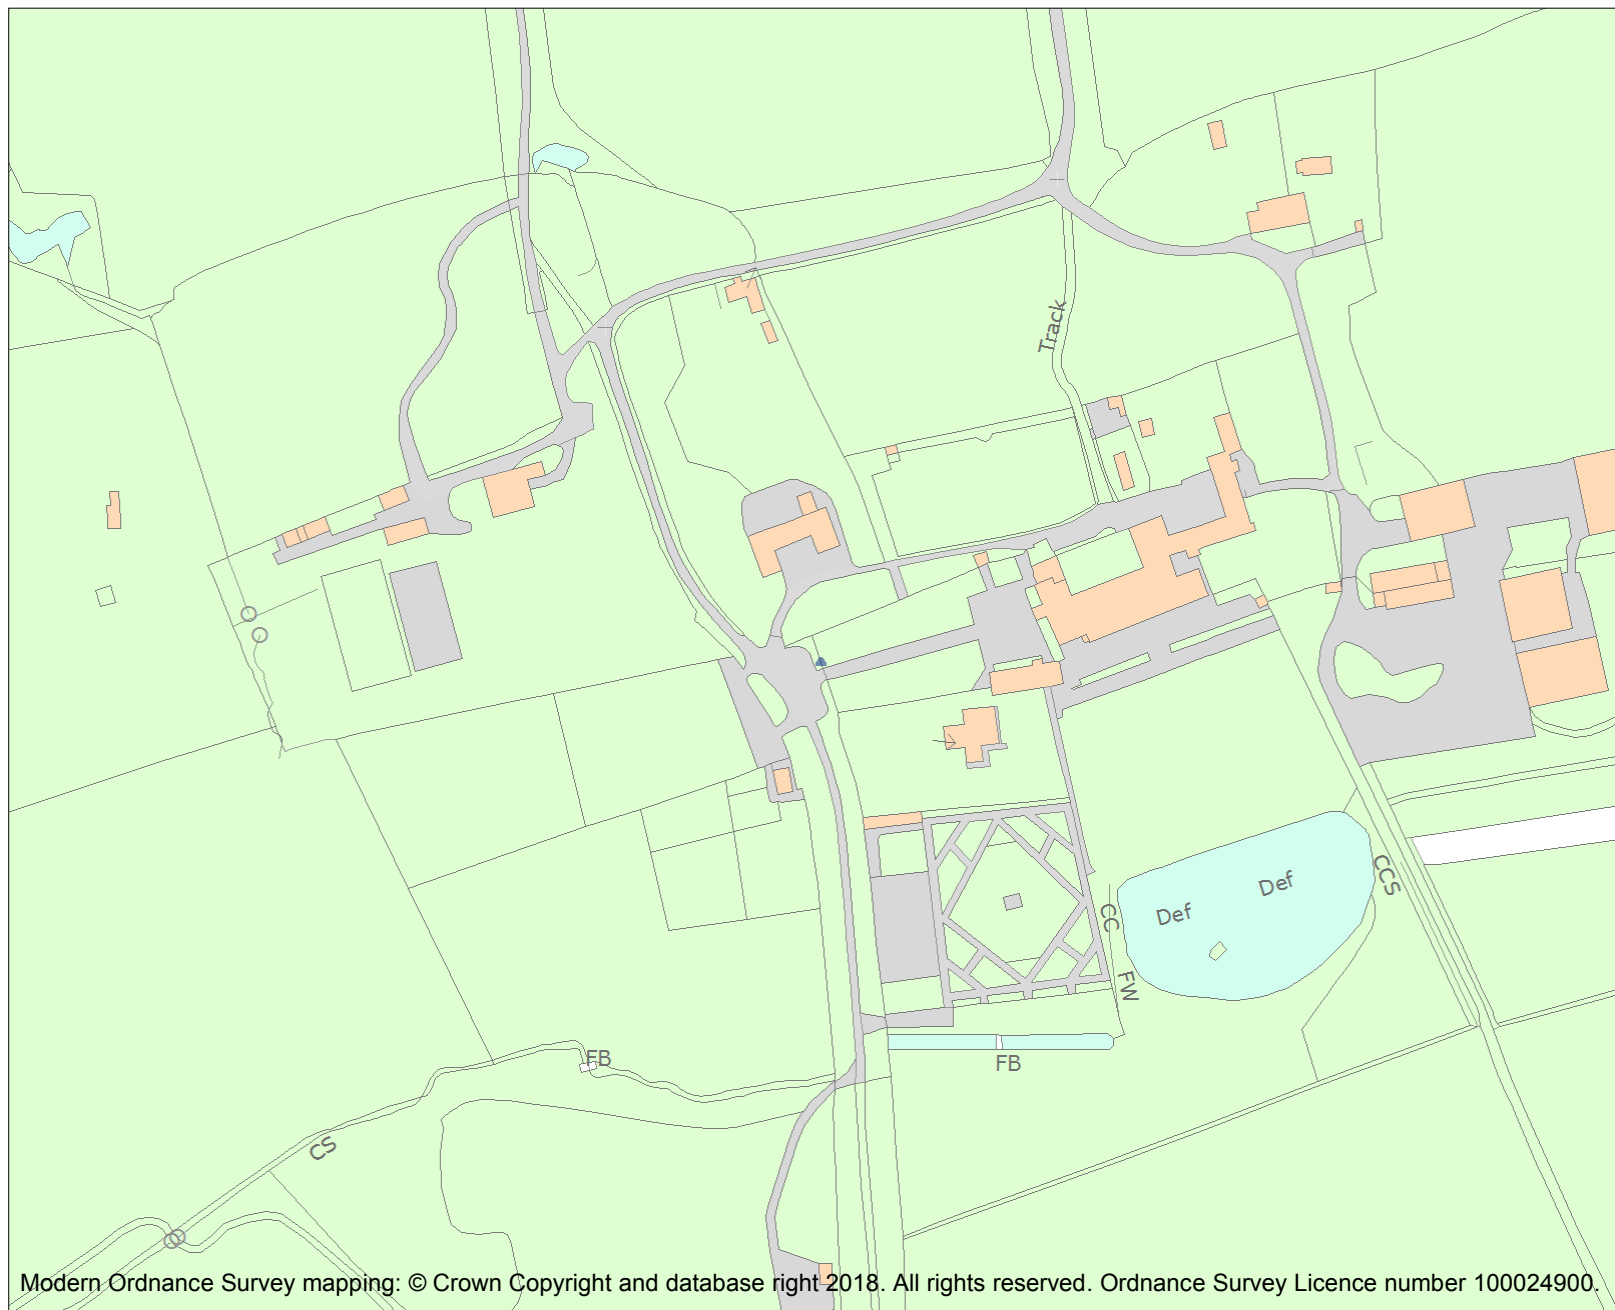 Track
Def
Def
CCS
CC
FW
FB
FB
CS
Modern Ordnance Survey mapping: © Crown Copyright and database right 2018. All rights reserved. Ordnance Survey Licence number 100024900.